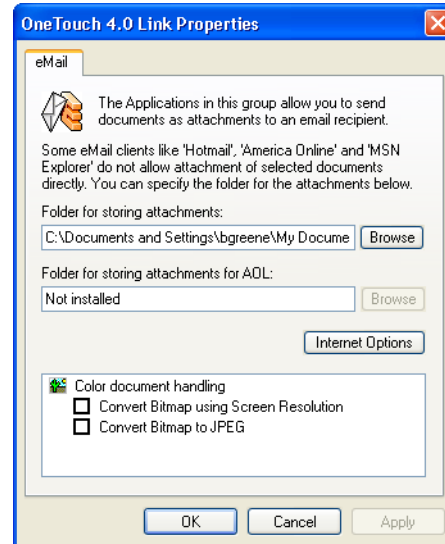 OneTouch 4.0 Link Properties
eMail
The Applications in this group allow you to send
documents as attachments to an email recipient.
Some eMail clients like 'Hotmail', 'America Online' and 'MSN
Explorer' do not allow attachment of selected documents
directly. You can specify the folder for the attachments below.
Folder for storing attachments:
C:\Documents and Settings\bgreene\My Docume Browse
Folder for storing attachments for AOL:
Not installed Browse
Internet Options
Color document handling
Convert Bitmap using Screen Resolution
Convert Bitmap to JPEG
OK Cancel Apply